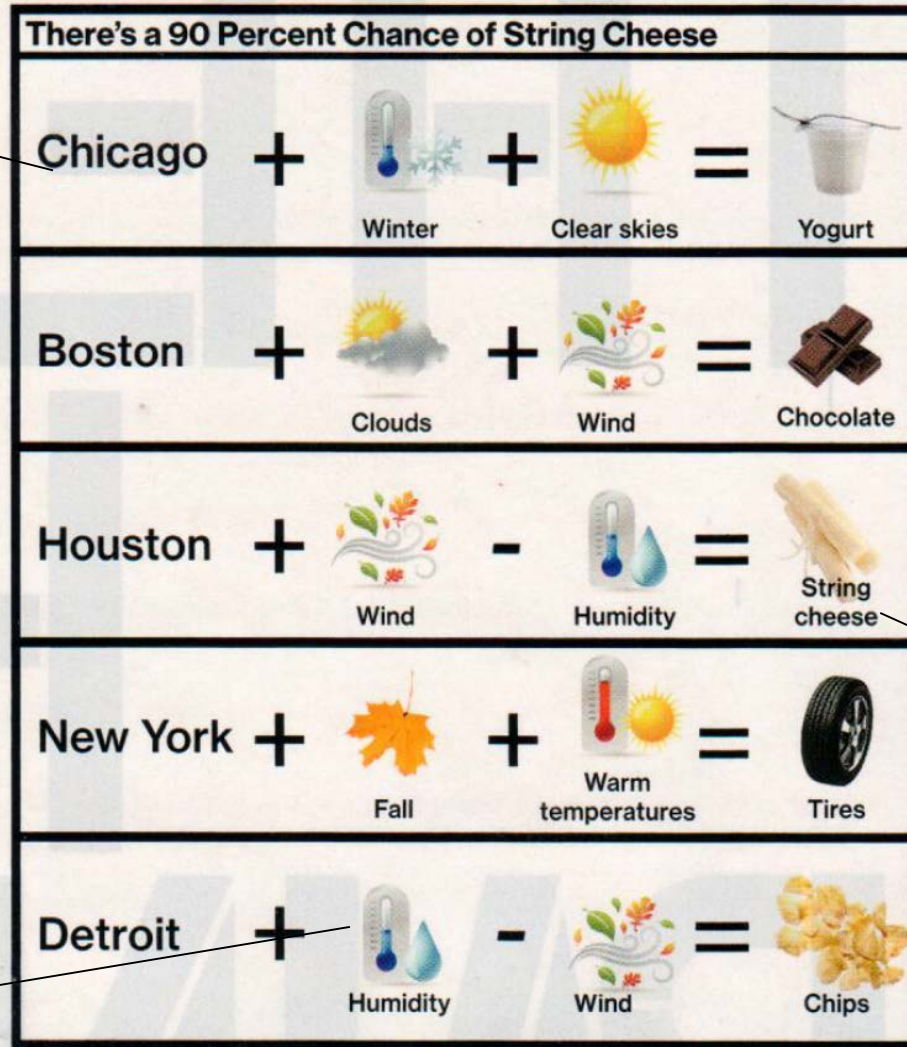 There's a 90 Percent Chance of String Cheese
Chicago + + = 
Winter Clear skies Yogurt
Boston + + = 
Clouds Wind Chocolate
Houston + - = 
Wind Humidity String
cheese
New York + + = 
Fall Warm
temperatures Tires
Detroit + - = 
Humidity Wind Chips